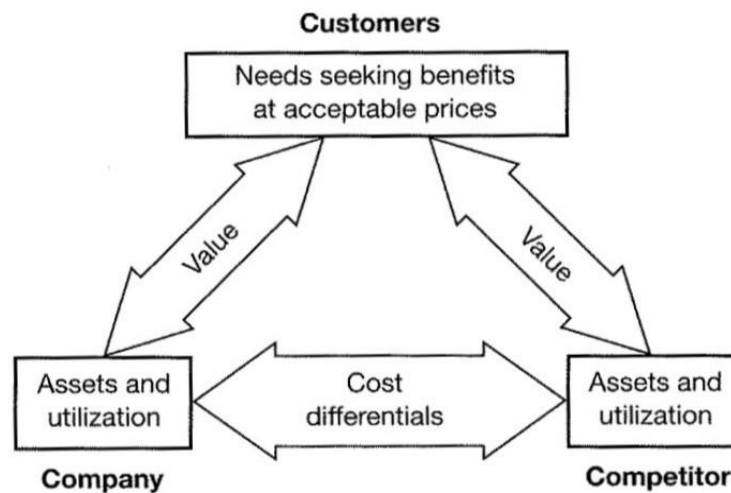 Customers
Needs seeking benefits
at acceptable prices
Value
Value
Assets and
utilization
Cost
differentials
Assets and
utilization
Company
Competitor